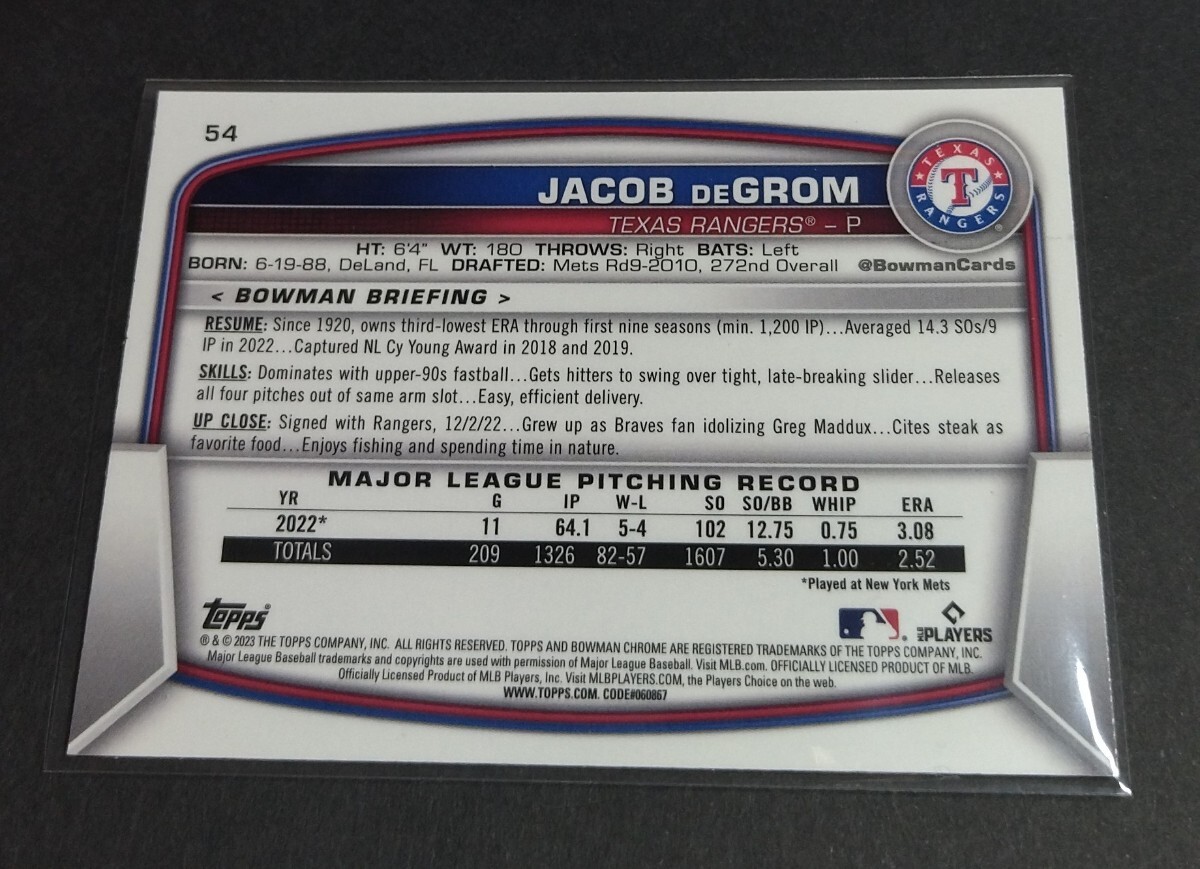 54
JACOB DEGROM
TEXAS RANGERS® – P
TEXAS
T
RANGERS
®
HT: 6'4" WT: 180 THROWS: Right BATS: Left
BORN: 6-19-88, DeLand, FL DRAFTED: Mets Rd9-2010, 272nd Overall @BowmanCards
< BOWMAN BRIEFING >
RESUME: Since 1920, owns third-lowest ERA through first nine seasons (min. 1,200 IP)...Averaged 14.3 SOs/9
IP in 2022...Captured NL Cy Young Award in 2018 and 2019.
SKILLS: Dominates with upper-90s fastball...Gets hitters to swing over tight, late-breaking slider...Releases
all four pitches out of same arm slot...Easy, efficient delivery.
UP CLOSE: Signed with Rangers, 12/2/22...Grew up as Braves fan idolizing Greg Maddux...Cites steak as
favorite food...Enjoys fishing and spending time in nature.
MAJOR LEAGUE PITCHING RECORD
YR G IP W-L SO SO/BB WHIP ERA
2022* 11 64.1 5-4 102 12.75 0.75 3.08
TOTALS 209 1326 82-57 1607 5.30 1.00 2.52
*Played at New York Mets
Topps®
MLB PLAYERS
® & © 2023 THE TOPPS COMPANY, INC. ALL RIGHTS RESERVED. TOPPS AND BOWMAN CHROME ARE REGISTERED TRADEMARKS OF THE TOPPS COMPANY, INC.
Major League Baseball trademarks and copyrights are used with permission of Major League Baseball. Visit MLB.com. OFFICIALLY LICENSED PRODUCT OF MLB.
Officially Licensed Product of MLB Players, Inc. Visit MLBPLAYERS.COM, the Players Choice on the web.
WWW.TOPPS.COM. CODE#060867